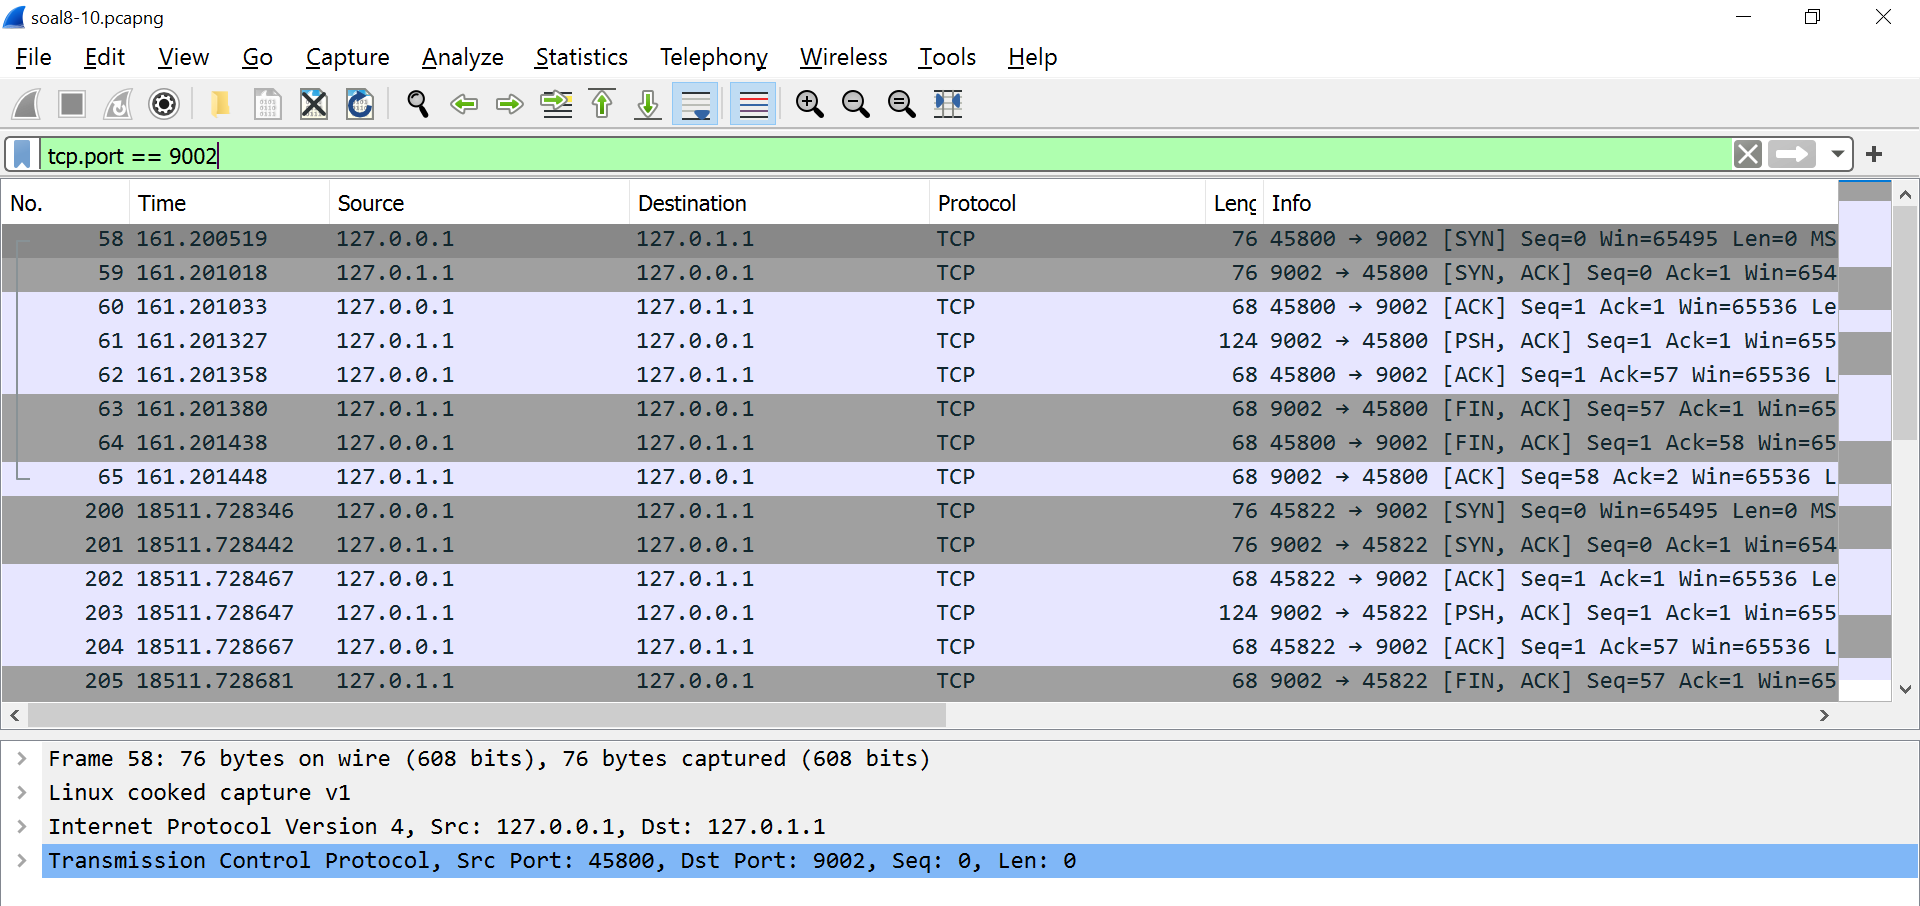 soal8-10.pcapng
File Edit View Go Capture Analyze Statistics Telephony Wireless Tools Help
tcp.port == 9002
No. Time Source Destination Protocol Leng Info
58 161.200519 127.0.0.1 127.0.1.1 TCP 76 45800 → 9002 [SYN] Seq=0 Win=65495 Len=0 MS
59 161.201018 127.0.1.1 127.0.0.1 TCP 76 9002 → 45800 [SYN, ACK] Seq=0 Ack=1 Win=654
60 161.201033 127.0.0.1 127.0.1.1 TCP 68 45800 → 9002 [ACK] Seq=1 Ack=1 Win=65536 Le
61 161.201327 127.0.1.1 127.0.0.1 TCP 124 9002 → 45800 [PSH, ACK] Seq=1 Ack=1 Win=655
62 161.201358 127.0.0.1 127.0.1.1 TCP 68 45800 → 9002 [ACK] Seq=1 Ack=57 Win=65536 L
63 161.201380 127.0.1.1 127.0.0.1 TCP 68 9002 → 45800 [FIN, ACK] Seq=57 Ack=1 Win=65
64 161.201438 127.0.0.1 127.0.1.1 TCP 68 45800 → 9002 [FIN, ACK] Seq=1 Ack=58 Win=65
65 161.201448 127.0.1.1 127.0.0.1 TCP 68 9002 → 45800 [ACK] Seq=58 Ack=2 Win=65536 L
200 18511.728346 127.0.0.1 127.0.1.1 TCP 76 45822 → 9002 [SYN] Seq=0 Win=65495 Len=0 MS
201 18511.728442 127.0.1.1 127.0.0.1 TCP 76 9002 → 45822 [SYN, ACK] Seq=0 Ack=1 Win=654
202 18511.728467 127.0.0.1 127.0.1.1 TCP 68 45822 → 9002 [ACK] Seq=1 Ack=1 Win=65536 Le
203 18511.728647 127.0.1.1 127.0.0.1 TCP 124 9002 → 45822 [PSH, ACK] Seq=1 Ack=1 Win=655
204 18511.728667 127.0.0.1 127.0.1.1 TCP 68 45822 → 9002 [ACK] Seq=1 Ack=57 Win=65536 L
205 18511.728681 127.0.1.1 127.0.0.1 TCP 68 9002 → 45822 [FIN, ACK] Seq=57 Ack=1 Win=65
Frame 58: 76 bytes on wire (608 bits), 76 bytes captured (608 bits)
Linux cooked capture v1
Internet Protocol Version 4, Src: 127.0.0.1, Dst: 127.0.1.1
Transmission Control Protocol, Src Port: 45800, Dst Port: 9002, Seq: 0, Len: 0